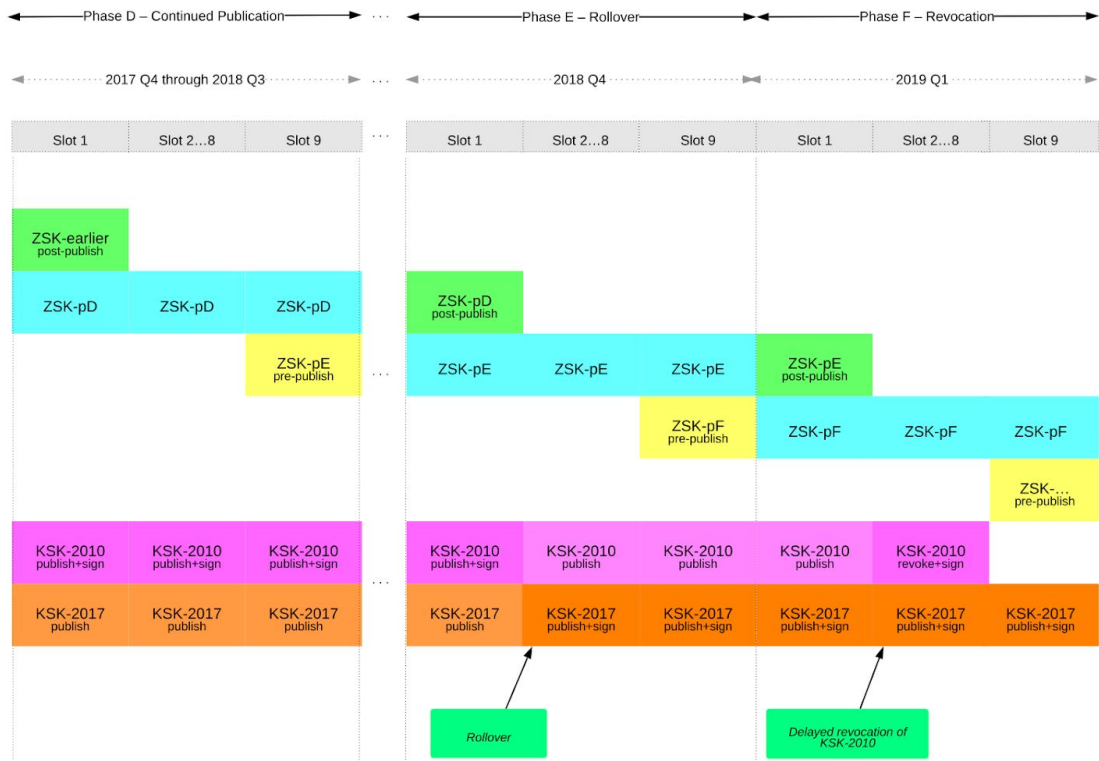 Phase D – Continued Publication
. . .
Phase E – Rollover
Phase F – Revocation
2017 Q4 through 2018 Q3
. . .
2018 Q4
2019 Q1
Slot 1
Slot 2…8
Slot 9
. . .
Slot 1
Slot 2…8
Slot 9
Slot 1
Slot 2…8
Slot 9
ZSK-earlier
post-publish
ZSK-pD
ZSK-pD
ZSK-pD
ZSK-pD
post-publish
ZSK-pE
pre-publish
. . .
ZSK-pE
ZSK-pE
ZSK-pE
ZSK-pE
post-publish
ZSK-pF
pre-publish
ZSK-pF
ZSK-pF
ZSK-pF
ZSK-…
pre-publish
KSK-2010
publish+sign
KSK-2010
publish+sign
KSK-2010
publish+sign
KSK-2010
publish+sign
KSK-2010
publish
KSK-2010
publish
KSK-2010
publish
KSK-2010
revoke+sign
. . .
KSK-2017
publish
KSK-2017
publish
KSK-2017
publish
KSK-2017
publish
KSK-2017
publish+sign
KSK-2017
publish+sign
KSK-2017
publish+sign
KSK-2017
publish+sign
KSK-2017
publish+sign
Rollover
Delayed revocation of
KSK-2010